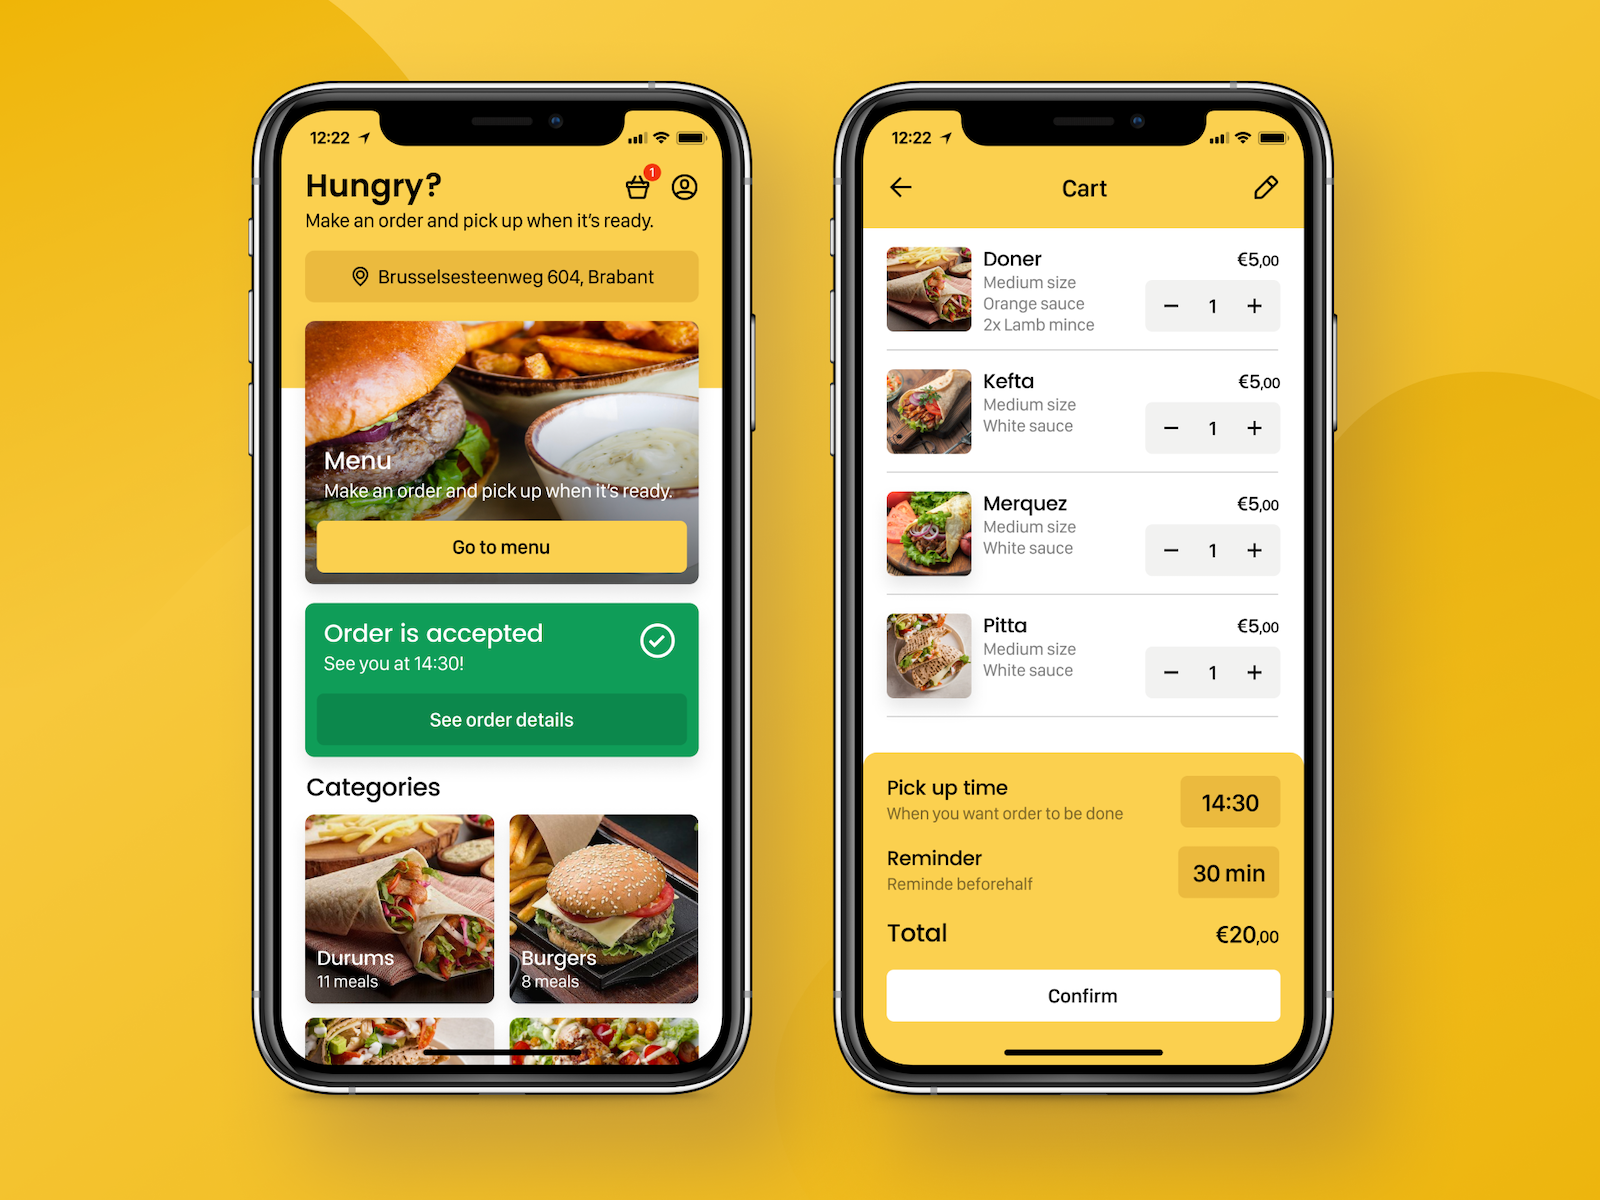 12:22
Hungry?
1
Make an order and pick up when it's ready.
Brusselsesteenweg 604, Brabant
Menu
Make an order and pick up when it's ready.
Go to menu
Order is accepted
See you at 14:30!
See order details
Categories
Durums
11 meals
Burgers
8 meals
12:22
Cart
Doner
€5,00
Medium size
Orange sauce
2x Lamb mince
− 1 +
Kefta
€5,00
Medium size
White sauce
− 1 +
Merquez
€5,00
Medium size
White sauce
− 1 +
Pitta
€5,00
Medium size
White sauce
− 1 +
Pick up time
When you want order to be done
14:30
Reminder
Reminde beforehalf
30 min
Total
€20,00
Confirm